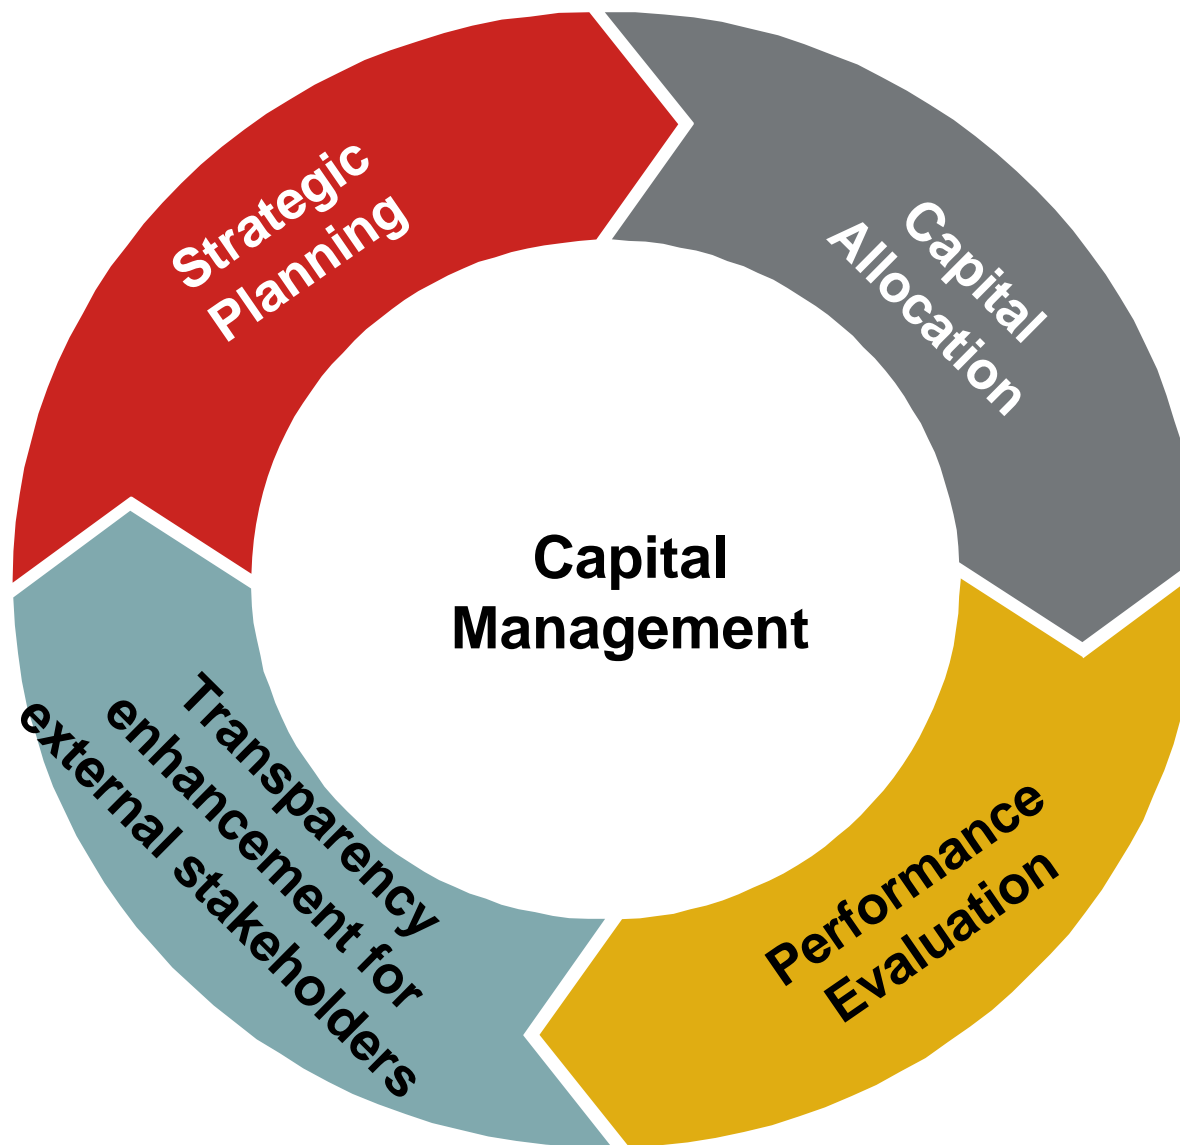 Strategic
Planning
Capital
Allocation
Capital
Management
Performance
Evaluation
Transparency
enhancement for
external stakeholders